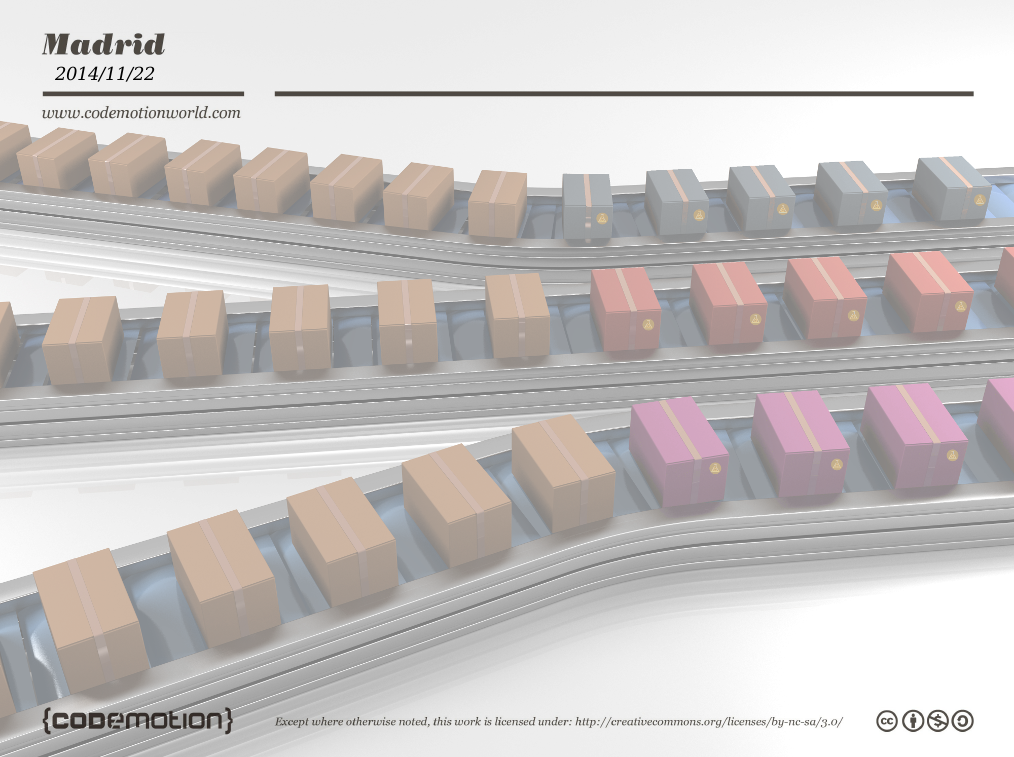 Madrid
2014/11/22
www.codemotionworld.com
{codemotion}
Except where otherwise noted, this work is licensed under: http://creativecommons.org/licenses/by-nc-sa/3.0/
cc